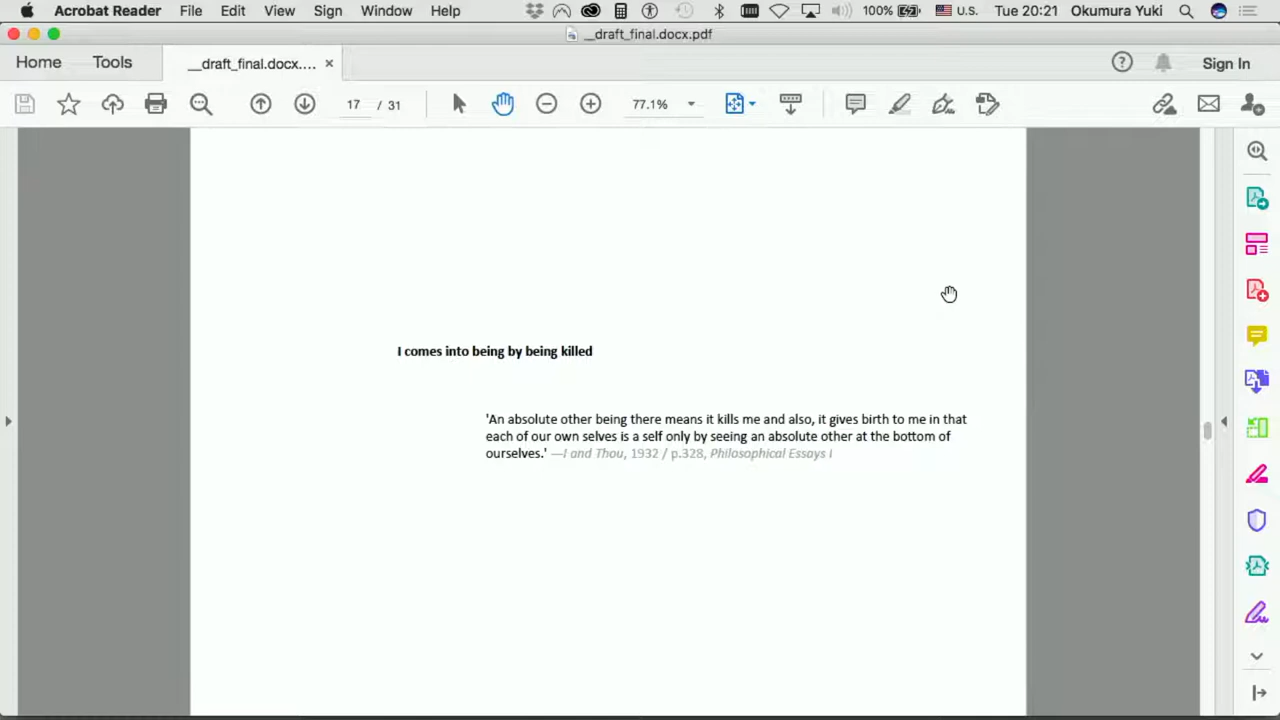 Acrobat Reader File Edit View Sign Window Help 100% U.S. Tue 20:21 Okumura Yuki
__draft_final.docx.pdf
Home Tools __draft_final.docx.... × Sign In
17 / 31 77.1%
I comes into being by being killed
'An absolute other being there means it kills me and also, it gives birth to me in that
each of our own selves is a self only by seeing an absolute other at the bottom of
ourselves.' —I and Thou, 1932 / p.328, Philosophical Essays I